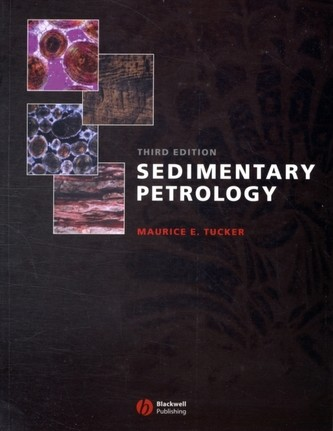 THIRD EDITION
SEDIMENTARY
PETROLOGY
MAURICE E. TUCKER
Blackwell
Publishing